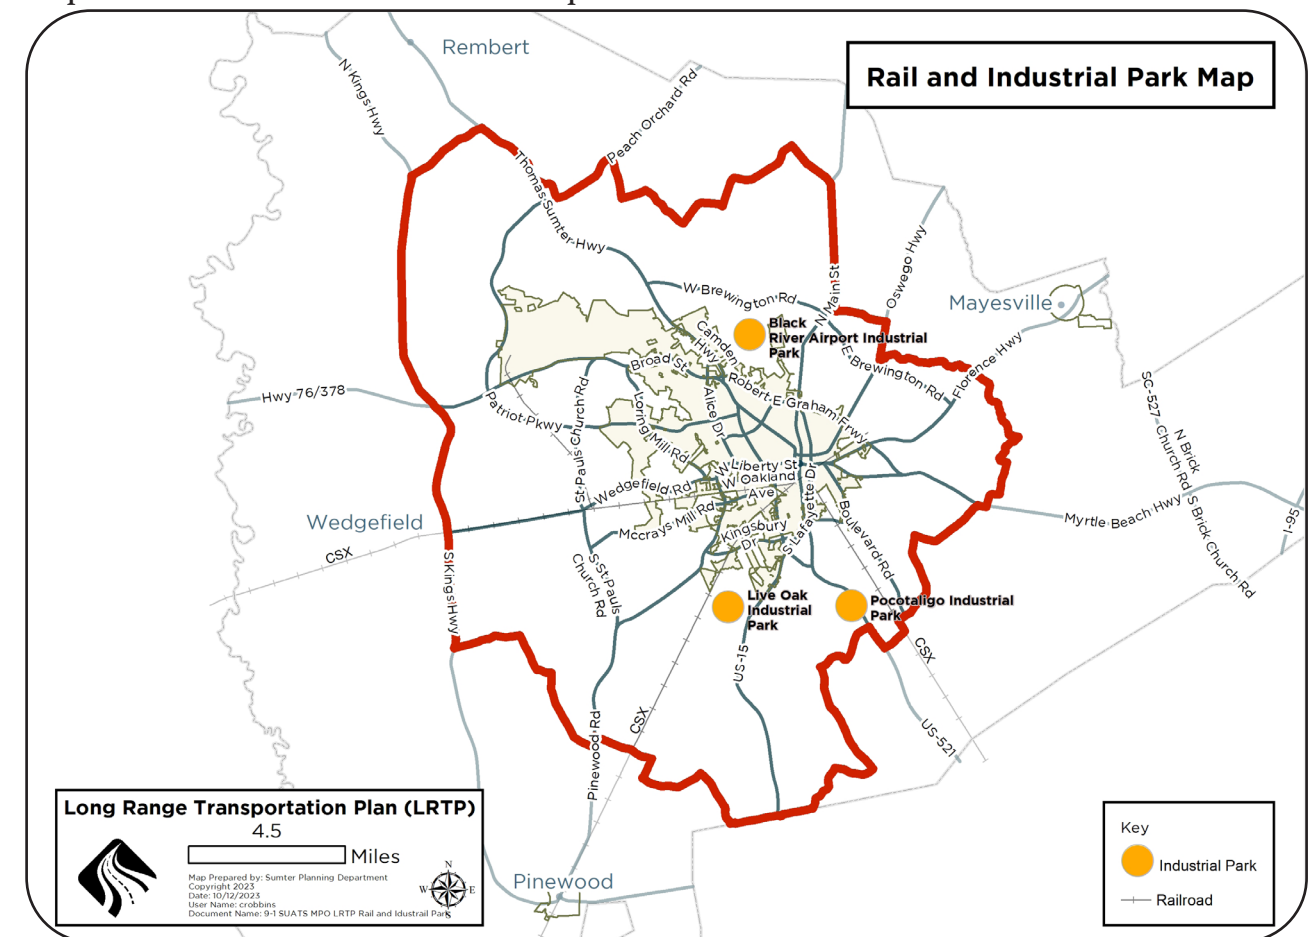 Rembert
Rail and Industrial Park Map
N Kings Hwy
Peach Orchard Rd
Thomas Sumter Hwy
Oswego Hwy
W Brewington Rd
N Main St
Mayesville
Black
River Airport Industrial
Park
Camden
Hwy
Broad St
E Brewington Rd
Florence Hwy
Robert E Graham Frwy
Hwy 76/378
Patriot Pkwy
St Pauls Church Rd
Loring Mill Rd
Alice Dr
SC-527
Church Rd
N Brick
Church Rd
W Liberty St
W Oakland
Ave
Wedgefield Rd
S Lafayette Dr
Boulevard Rd
Mccrays Mill Rd
Kingsbury
Dr
Myrtle Beach Hwy
S Brick Church Rd
I-95
Wedgefield
CSX
S Kings Hwy
S St Pauls
Church Rd
Live Oak
Industrial
Park
Pocotaligo Industrial
Park
US-15
CSX
CSX
US-521
Pinewood Rd
Long Range Transportation Plan (LRTP)
4.5
Miles
Map Prepared by: Sumter Planning Department
Copyright 2023
Date: 10/12/2023
User Name: crobbins
Document Name: 9-1 SUATS MPO LRTP Rail and Idustrail Park
N
W E
S
Pinewood
Key
Industrial Park
Railroad